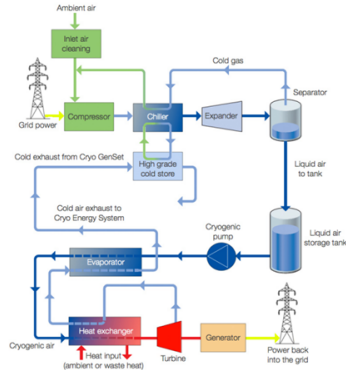 Ambient air
Inlet air
cleaning
Cold gas
Separator
Grid power
Compressor
Chiller
Expander
Cold exhaust from Cryo GenSet
High grade
cold store
Liquid air
to tank
Cold air exhaust to
Cryo Energy System
Cryogenic
pump
Liquid air
storage tank
Evaporator
Heat exchanger
Generator
Cryogenic air
Heat input
(ambient or waste heat)
Turbine
Power back
into the grid